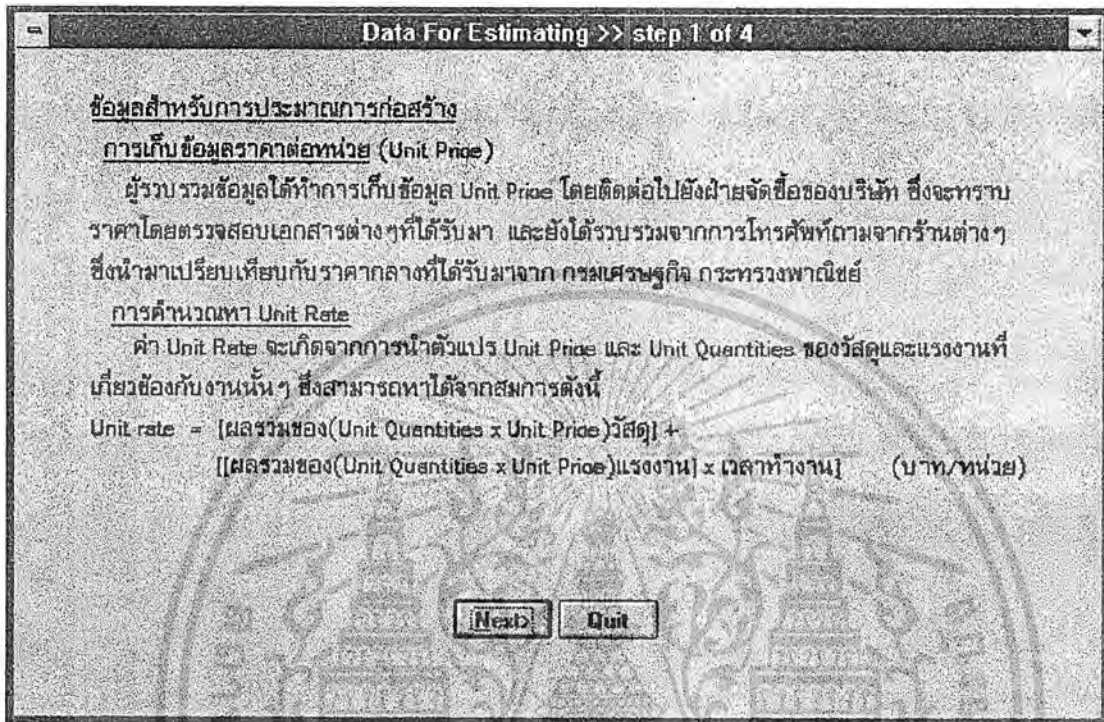 Data For Estimating >> step 1 of 4
ข้อมูลสำหรับการประมาณการก่อสร้าง
การเก็บข้อมูลราคาต่อหน่วย (Unit Price)
ผู้รวบรวมข้อมูลได้ทำการเก็บข้อมูล Unit Price โดยติดต่อไปยังฝ่ายจัดซื้อของบริษัท ซึ่งจะทราบ
ราคาโดยตรวจสอบเอกสารต่างๆที่ได้รับมา และยังได้รวบรวมจากการโทรศัพท์ถามจากร้านต่างๆ
ซึ่งนำมาเปรียบเทียบกับราคากลางที่ได้รับมาจาก กรมเศรษฐกิจ กระทรวงพาณิชย์
การคำนวณหา Unit Rate
ค่า Unit Rate จะเกิดจากการนำตัวแปร Unit Price และ Unit Quantities ของวัสดุและแรงงานที่
เกี่ยวข้องกับงานนั้นๆ ซึ่งสามารถหาได้จากสมการดังนี้
Unit rate = [ผลรวมของ(Unit Quantities x Unit Price)วัสดุ] +
[[ผลรวมของ(Unit Quantities x Unit Price)แรงงาน] x เวลาทำงาน] (บาท/หน่วย)
Next> Quit